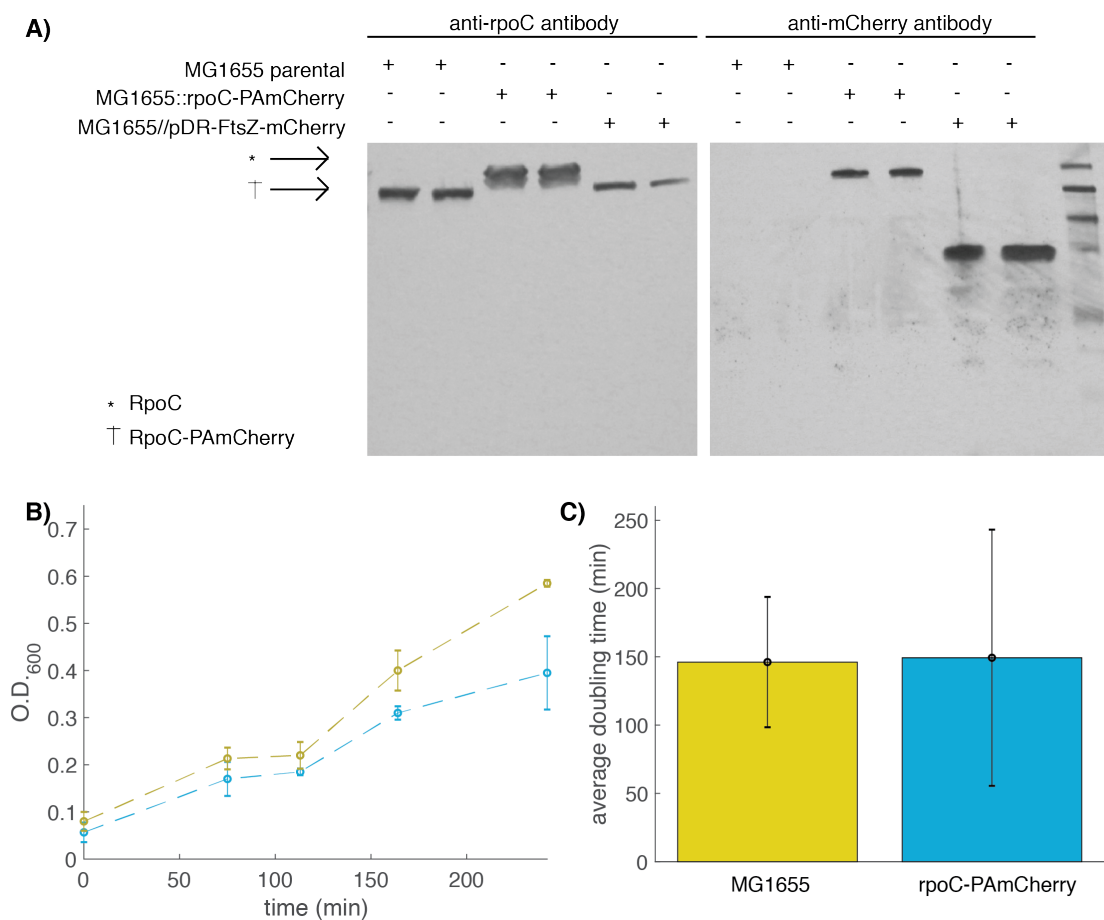 A)
anti-rpoC antibody anti-mCherry antibody
MG1655 parental + + - - - - + + - - - -
MG1655::rpoC-PAmCherry - - + + - - - - + + - -
MG1655//pDR-FtsZ-mCherry - - - - + + - - - - + +
*
†
* RpoC
† RpoC-PAmCherry
B)
0.7
0.6
0.5
0.4
0.3
0.2
0.1
0
O.D.600
0 50 100 150 200
time (min)
C)
250
200
150
100
50
0
average doubling time (min)
MG1655 rpoC-PAmCherry